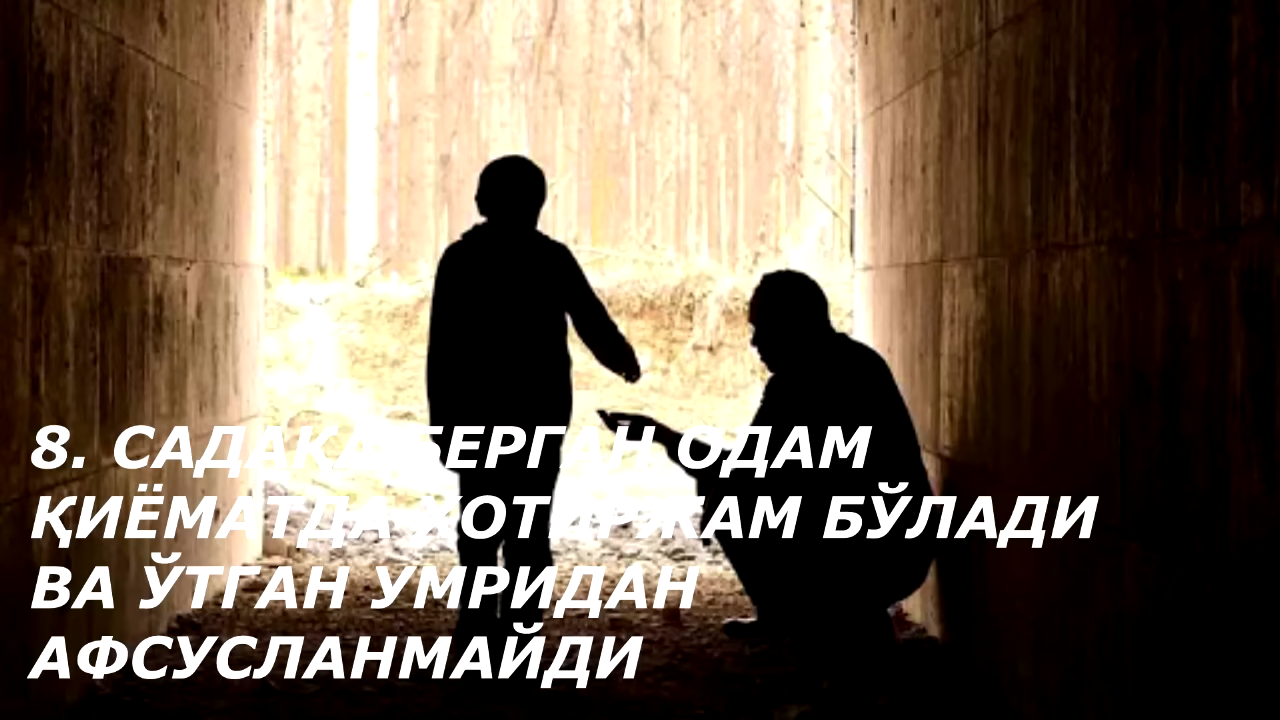 8. САДАҚА БЕРГАН ОДАМ
ҚИЁМАТДА ХОТИРЖАМ БЎЛАДИ
ВА ЎТГАН УМРИДАН
АФСУСЛАНМАЙДИ